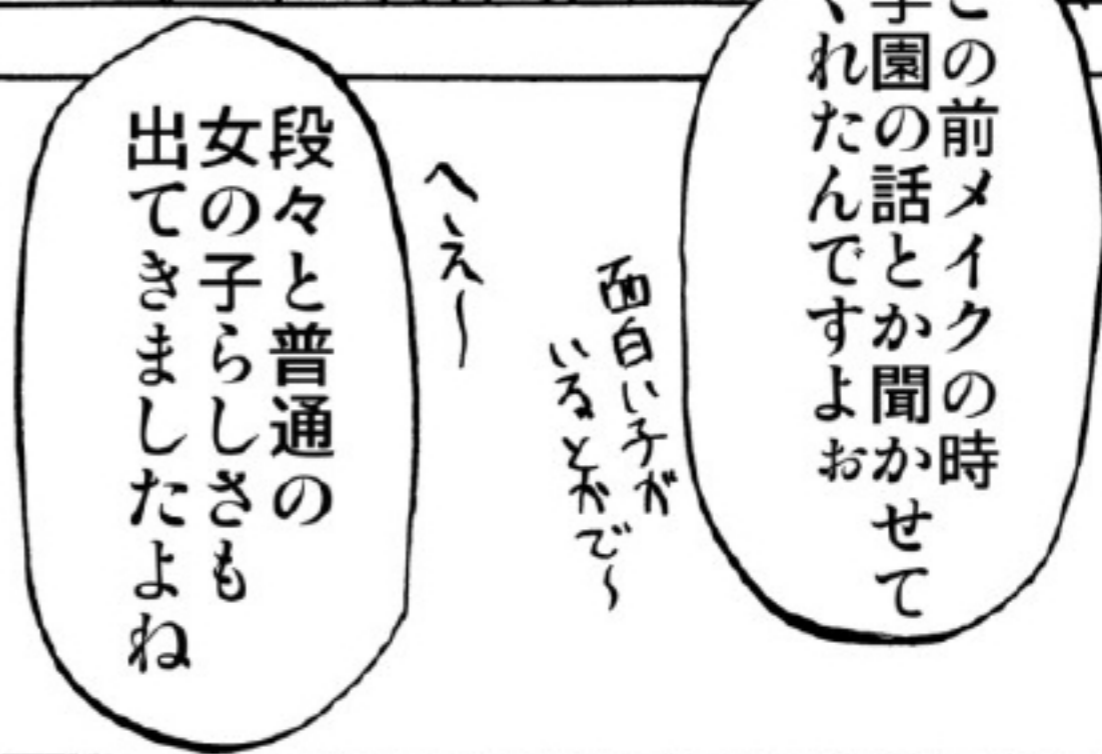 この前メイクの時
学園の話とか聞かせて
くれたんですよぉ
面白い子が
いるとかで～
へぇ～
段々と普通の
女の子らしさも
出てきましたよね